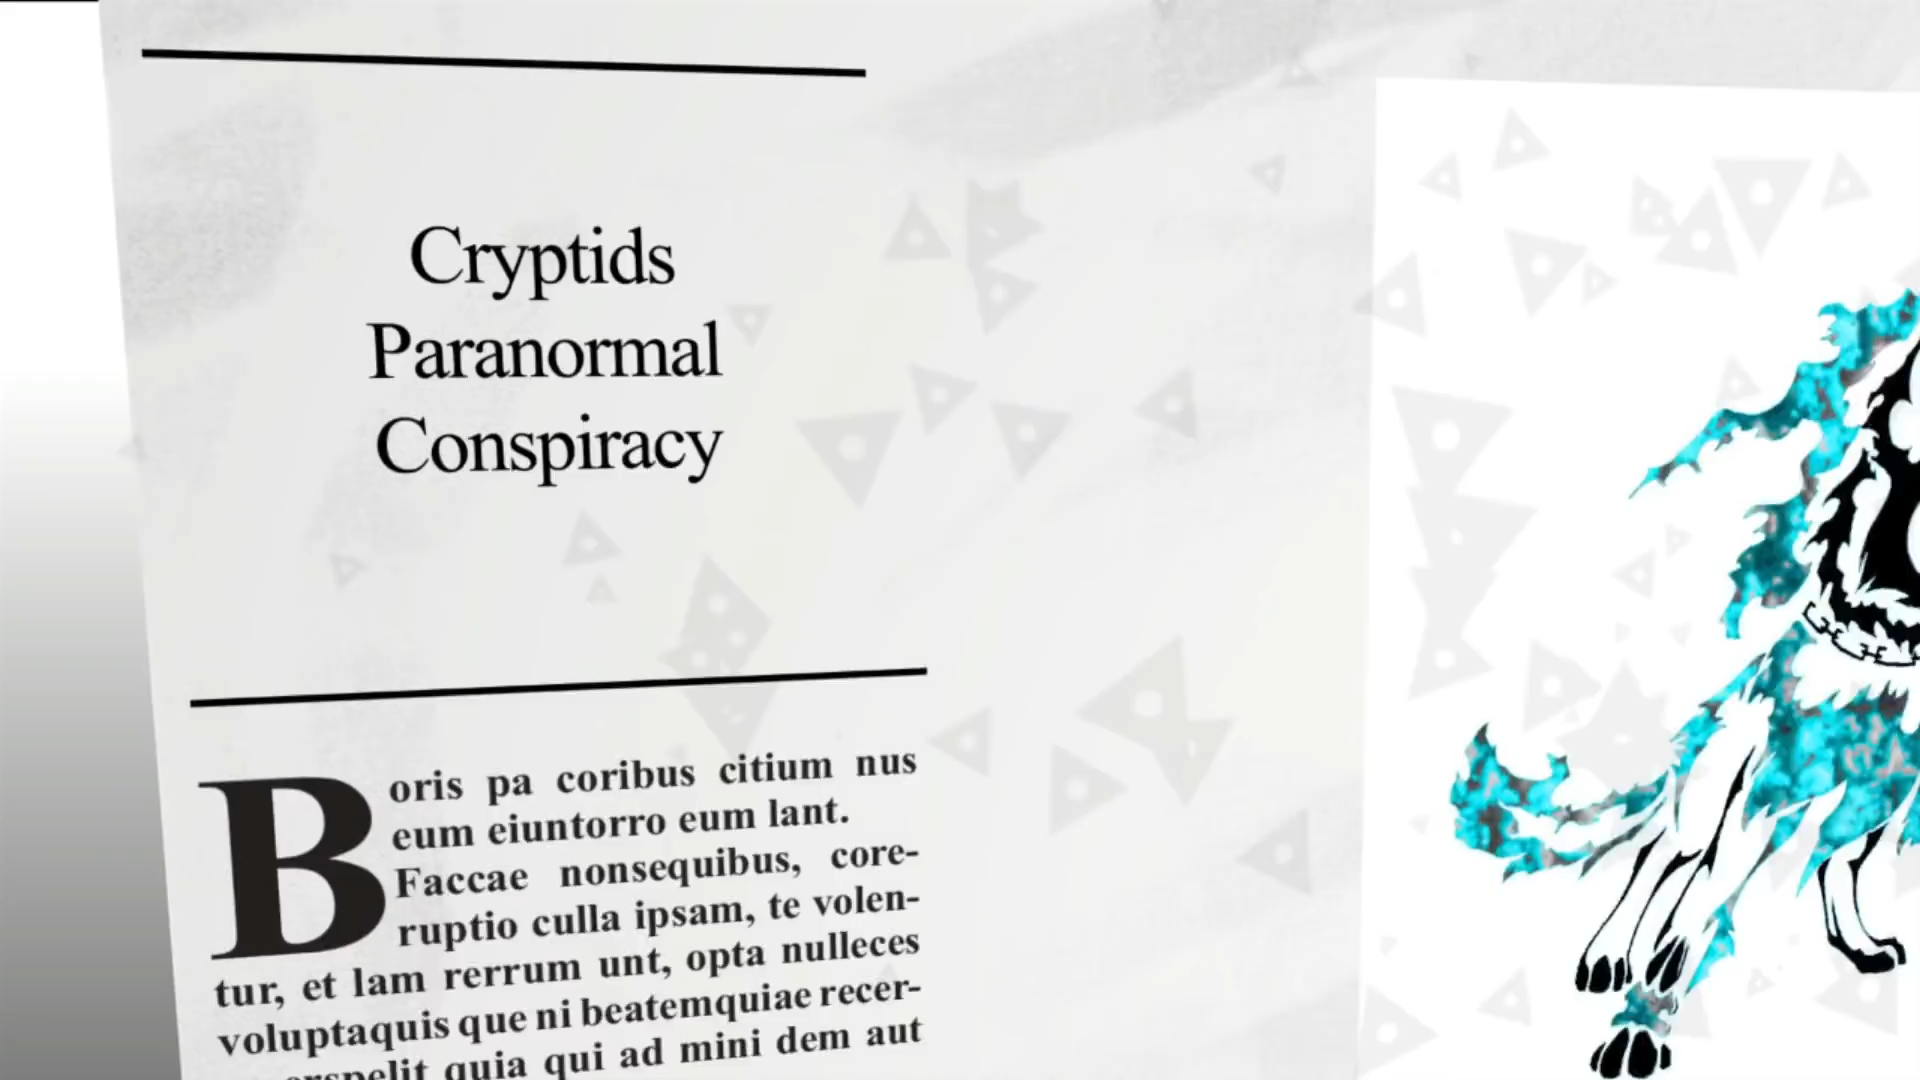 Cryptids
Paranormal
Conspiracy
Boris pa coribus citium nus
eum eiuntorro eum lant.
Faccae nonsequibus, core-
ruptio culla ipsam, te volen-
tur, et lam rerrum unt, opta nulleces
voluptaquis que ni beatemquiae recer-
quia qui ad mini dem aut